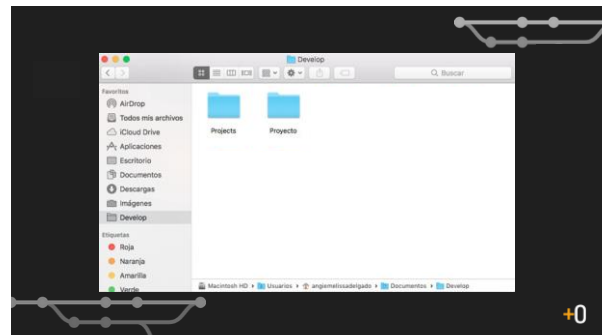 Develop
Buscar
Favoritos
AirDrop
Todos mis archivos
iCloud Drive
Aplicaciones
Escritorio
Documentos
Descargas
Imágenes
Develop
Etiquetas
Roja
Naranja
Amarilla
Verde
Projects Proyecto
Macintosh HD Usuarios angiemelissadelgado Documentos Develop
+0